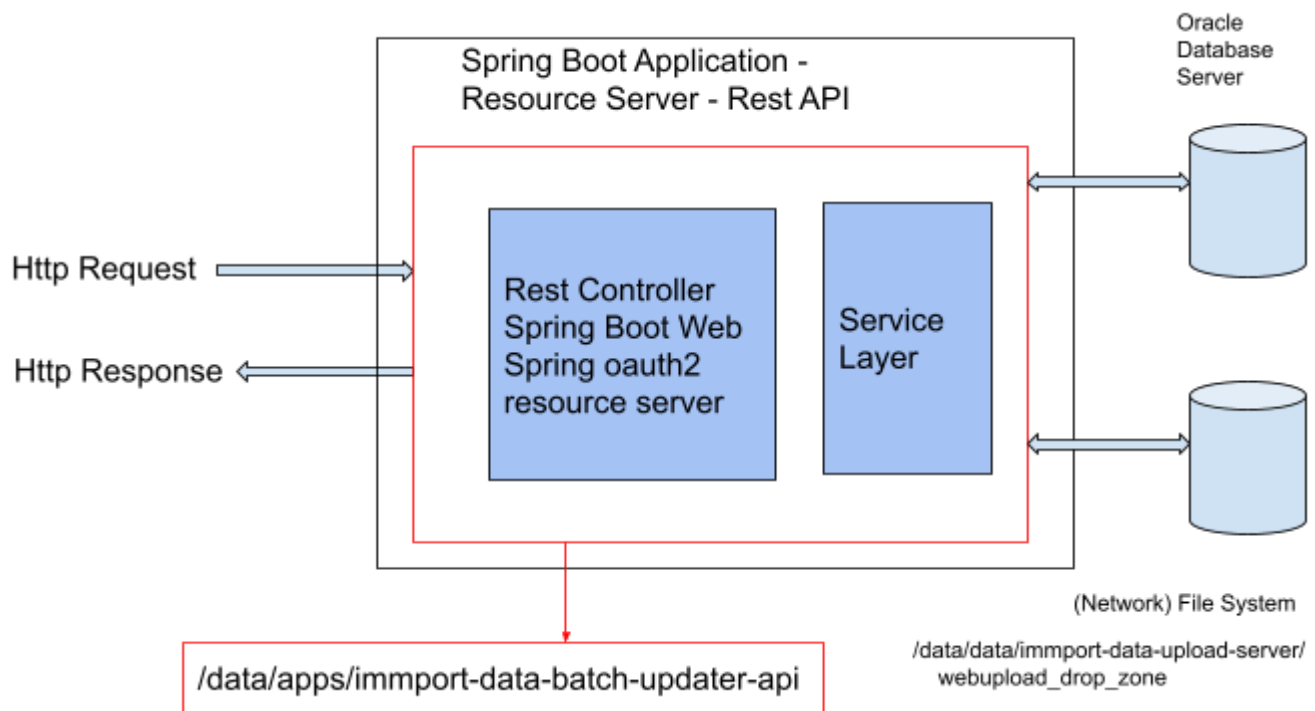 Spring Boot Application -
Resource Server - Rest API
Oracle
Database
Server
Http Request
Http Response
Rest Controller
Spring Boot Web
Spring oauth2
resource server
Service
Layer
(Network) File System
/data/data/immport-data-upload-server/
webupload_drop_zone
/data/apps/immport-data-batch-updater-api